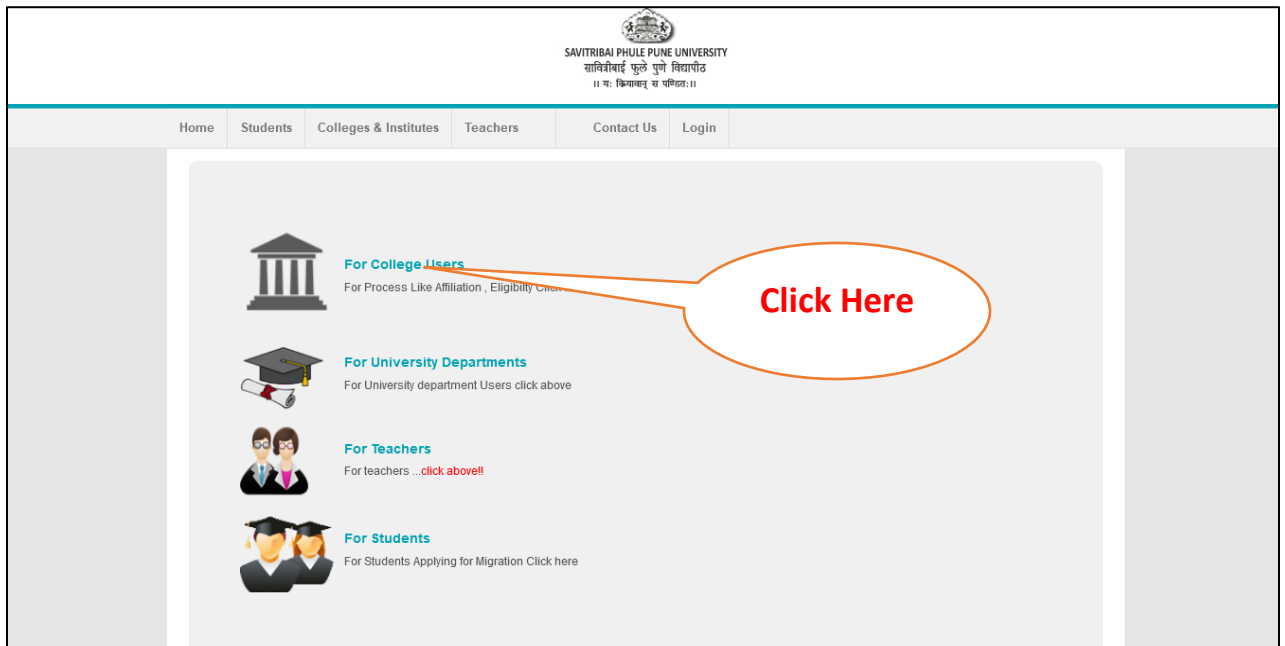 SAVITRIBAI PHULE PUNE UNIVERSITY
सावित्रीबाई फुले पुणे विद्यापीठ
।। यः क्रियावान् स पण्डितः।।
Home Students Colleges & Institutes Teachers Contact Us Login
For College Users
For Process Like Affiliation , Eligibilty Click
Click Here
For University Departments
For University department Users click above
For Teachers
For teachers ...click above!!
For Students
For Students Applying for Migration Click here